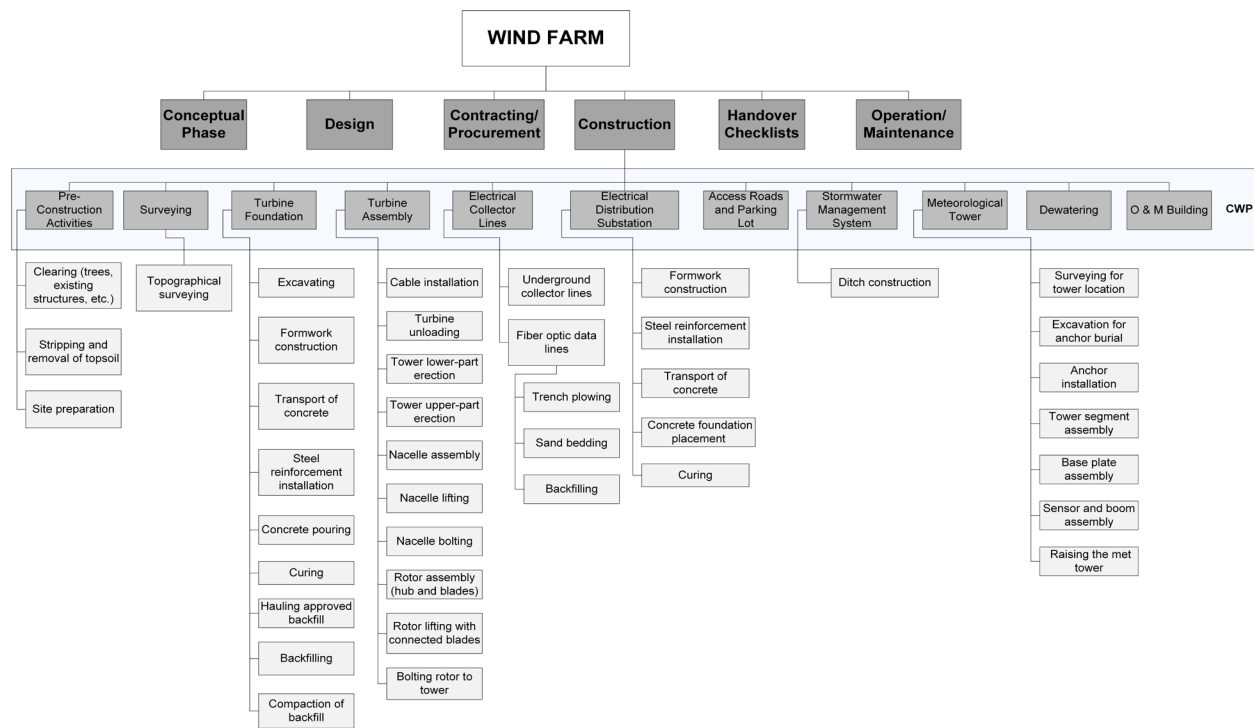 WIND FARM
Conceptual
Phase
Design
Contracting/
Procurement
Construction
Handover
Checklists
Operation/
Maintenance
Pre-
Construction
Activities
Surveying
Turbine
Foundation
Turbine
Assembly
Electrical
Collector
Lines
Electrical
Distribution
Substation
Access Roads
and Parking
Lot
Stormwater
Management
System
Meteorological
Tower
Dewatering
O & M Building
CWP
Clearing (trees,
existing
structures, etc.)
Stripping and
removal of topsoil
Site preparation
Topographical
surveying
Excavating
Formwork
construction
Transport of
concrete
Steel
reinforcement
installation
Concrete pouring
Curing
Hauling approved
backfill
Backfilling
Compaction of
backfill
Cable installation
Turbine
unloading
Tower lower-part
erection
Tower upper-part
erection
Nacelle assembly
Nacelle lifting
Nacelle bolting
Rotor assembly
(hub and blades)
Rotor lifting with
connected blades
Bolting rotor to
tower
Underground
collector lines
Fiber optic data
lines
Trench plowing
Sand bedding
Backfilling
Formwork
construction
Steel reinforcement
installation
Transport of
concrete
Concrete foundation
placement
Curing
Ditch construction
Surveying for
tower location
Excavation for
anchor burial
Anchor
installation
Tower segment
assembly
Base plate
assembly
Sensor and boom
assembly
Raising the met
tower